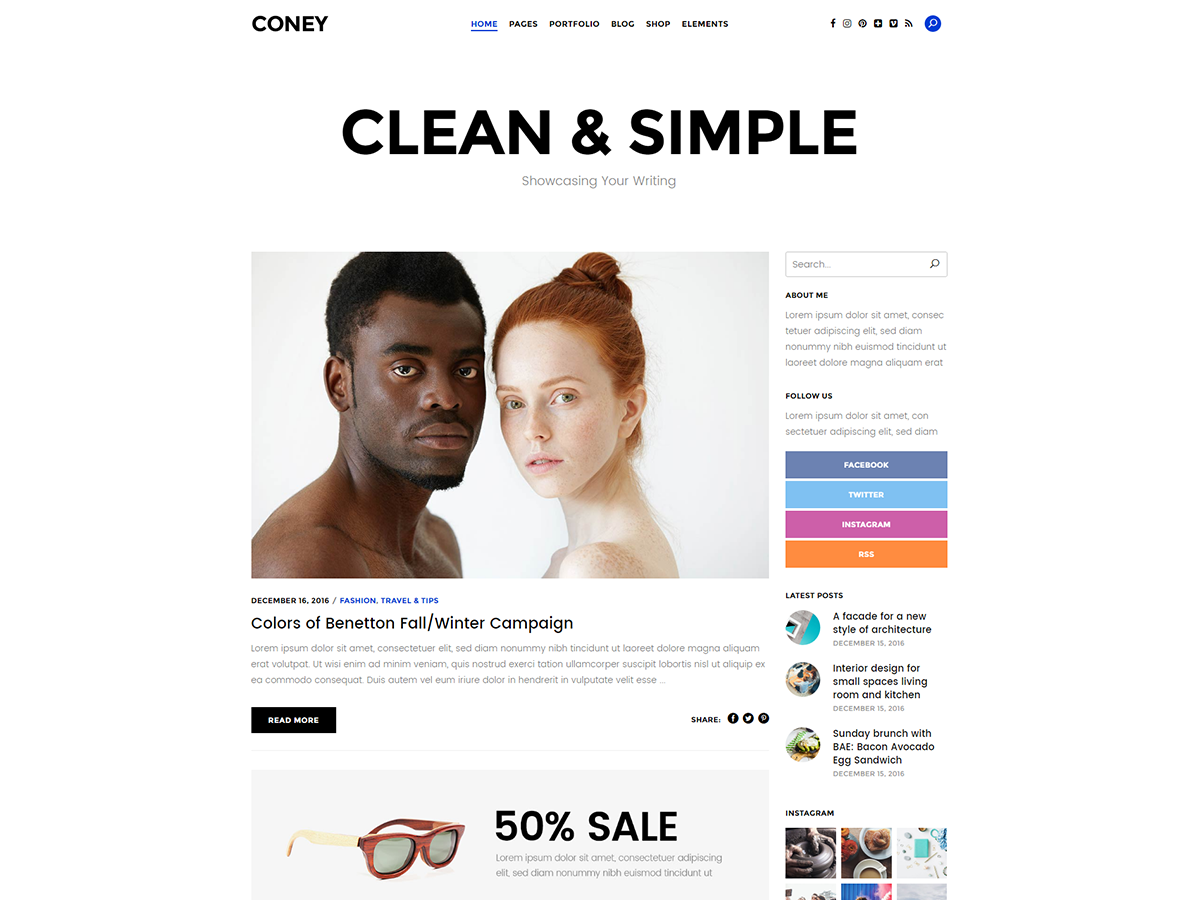 CONEY
HOME PAGES PORTFOLIO BLOG SHOP ELEMENTS
CLEAN & SIMPLE
Showcasing Your Writing
DECEMBER 16, 2016 / FASHION, TRAVEL & TIPS
Colors of Benetton Fall/Winter Campaign
Lorem ipsum dolor sit amet, consectetuer adipiscing elit, sed diam nonummy nibh tincidunt ut laoreet dolore magna aliquam
erat volutpat. Ut wisi enim ad minim veniam, quis nostrud exerci tation ullamcorper suscipit lobortis nisl ut aliquip ex
ea commodo consequat. Duis autem vel eum iriure dolor in hendrerit in vulputate velit esse ...
READ MORE
SHARE:
50% SALE
Lorem ipsum dolor sit amet, consectetuer adipiscing
elit, sed diam nonummy nibh euismod tincidunt ut
Search...
ABOUT ME
Lorem ipsum dolor sit amet, consec
tetuer adipiscing elit, sed diam
nonummy nibh euismod tincidunt ut
laoreet dolore magna aliquam erat
FOLLOW US
Lorem ipsum dolor sit amet, con
sectetuer adipiscing elit, sed diam
FACEBOOK
TWITTER
INSTAGRAM
RSS
LATEST POSTS
A facade for a new
style of architecture
DECEMBER 15, 2016
Interior design for
small spaces living
room and kitchen
DECEMBER 15, 2016
Sunday brunch with
BAE: Bacon Avocado
Egg Sandwich
DECEMBER 15, 2016
INSTAGRAM